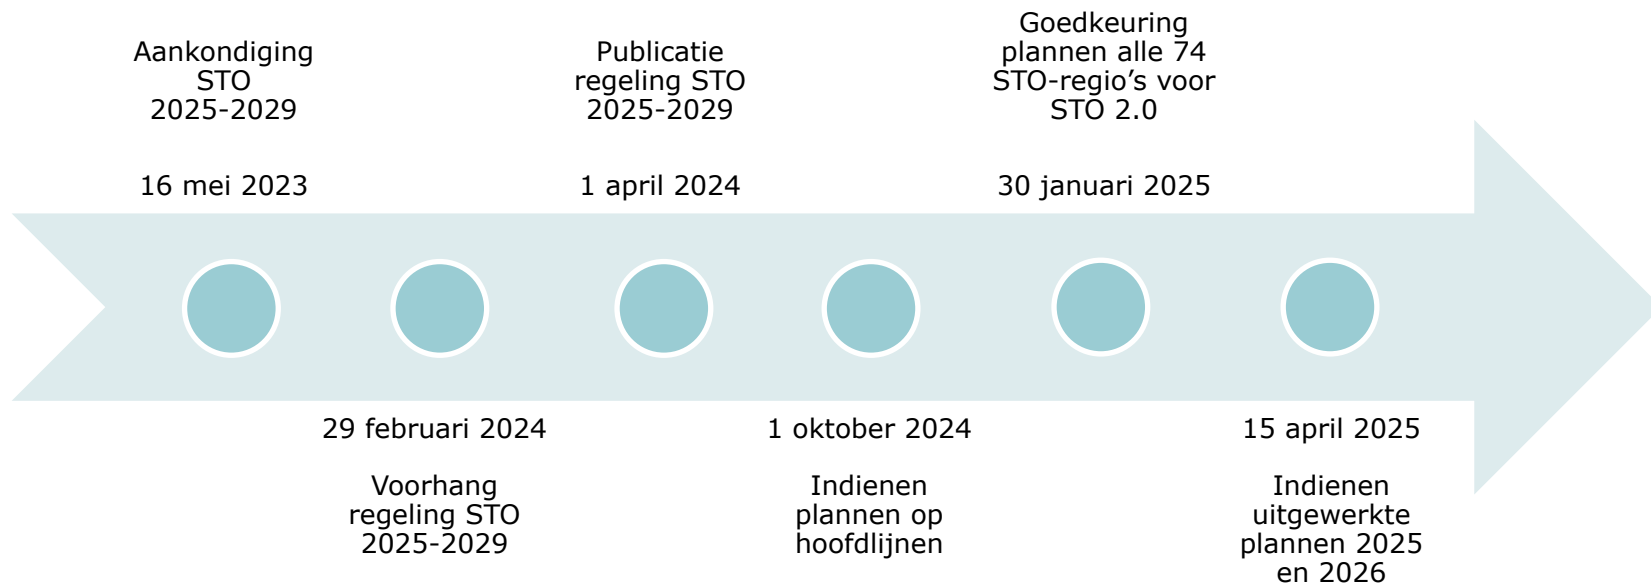 Aankondiging
STO
2025-2029
16 mei 2023
Publicatie
regeling STO
2025-2029
1 april 2024
Goedkeuring
plannen alle 74
STO-regio’s voor
STO 2.0
30 januari 2025
29 februari 2024
Voorhang
regeling STO
2025-2029
1 oktober 2024
Indienen
plannen op
hoofdlijnen
15 april 2025
Indienen
uitgewerkte
plannen 2025
en 2026